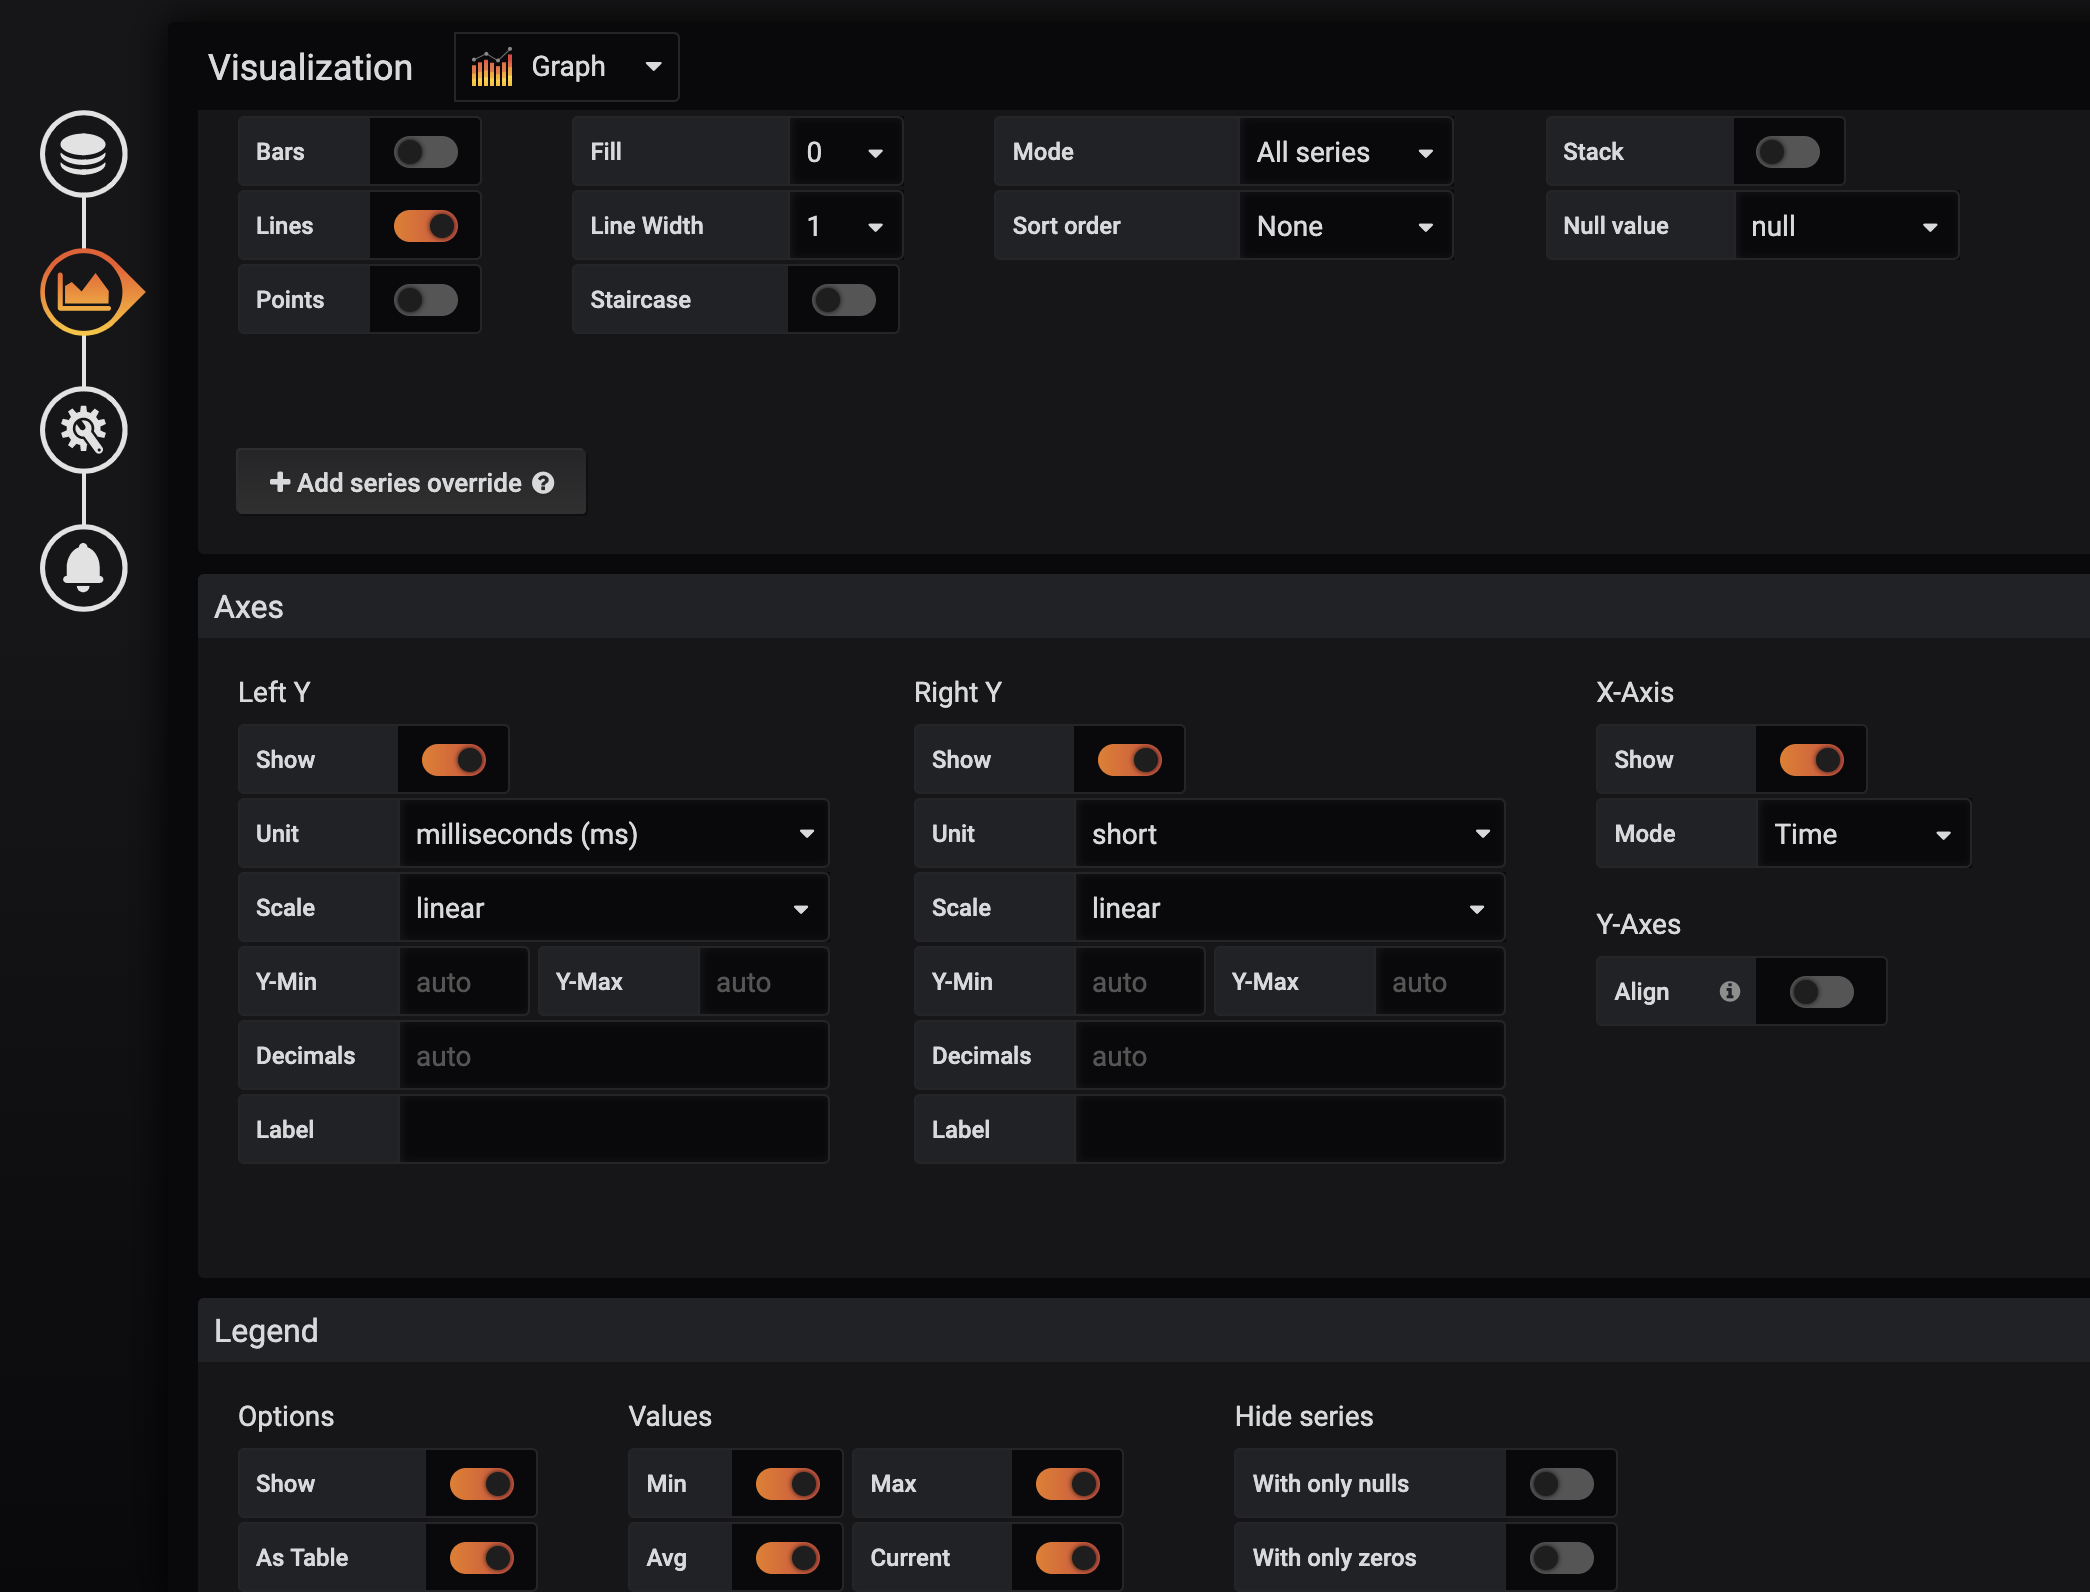 Visualization Graph
Bars Fill 0 Mode All series Stack
Lines Line Width 1 Sort order None Null value null
Points Staircase
+ Add series override ?
Axes
Left Y Right Y X-Axis
Show Show Show
Unit milliseconds (ms) Unit short Mode Time
Scale linear Scale linear
Y-Axes
Y-Min auto Y-Max auto Y-Min auto Y-Max auto Align
Decimals auto Decimals auto
Label Label
Legend
Options Values Hide series
Show Min Max With only nulls
As Table Avg Current With only zeros